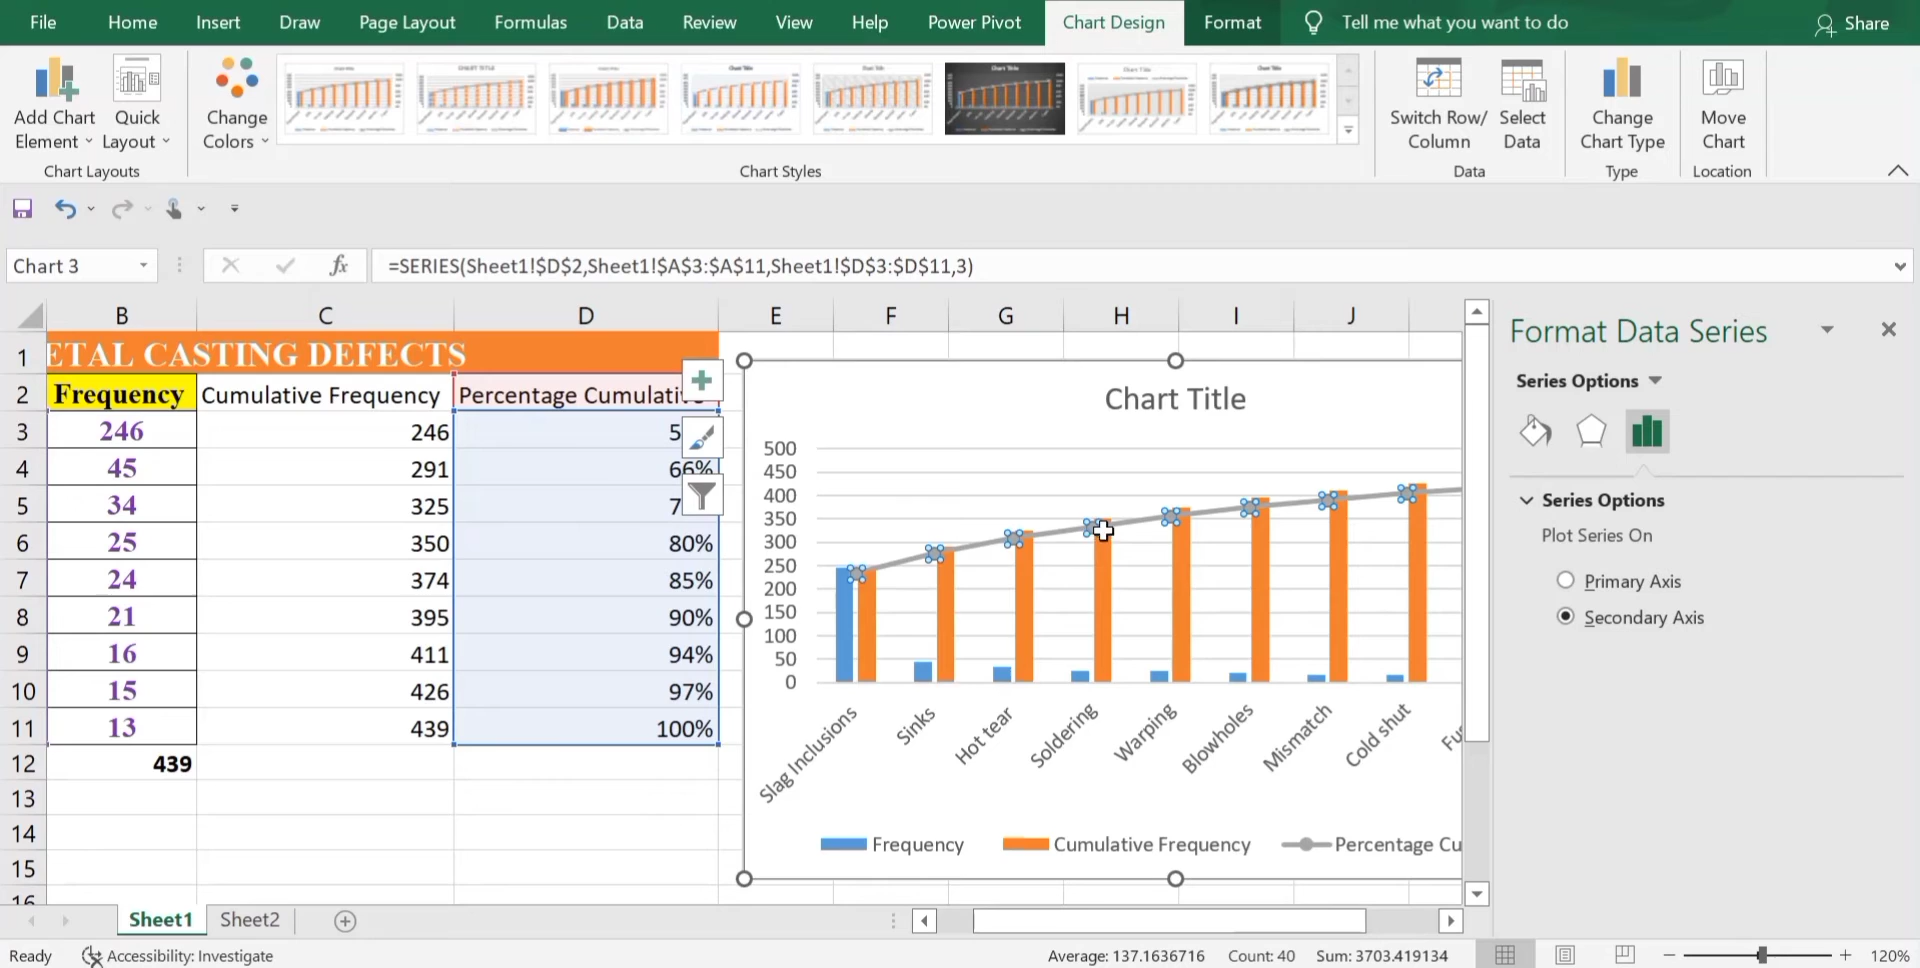 File Home Insert Draw Page Layout Formulas Data Review View Help Power Pivot Chart Design Format Tell me what you want to do Share
Add Chart Element
Quick Layout
Chart Layouts
Change Colors
Chart Styles
Switch Row/ Column
Select Data
Data
Change Chart Type
Type
Move Chart
Location
Chart 3
fx
=SERIES(Sheet1!$D$2,Sheet1!$A$3:$A$11,Sheet1!$D$3:$D$11,3)
B C D E F G H I J
1 ETAL CASTING DEFECTS
2 Frequency Cumulative Frequency Percentage Cumulativ
3 246 246 5
4 45 291 66%
5 34 325 7
6 25 350 80%
7 24 374 85%
8 21 395 90%
9 16 411 94%
10 15 426 97%
11 13 439 100%
12 439
13
14
15
16
Chart Title
500
450
400
350
300
250
200
150
100
50
0
Slag Inclusions
Sinks
Hot tear
Soldering
Warping
Blowholes
Mismatch
Cold shut
Fu
Frequency Cumulative Frequency Percentage Cu
Format Data Series
Series Options
Series Options
Plot Series On
Primary Axis
Secondary Axis
Sheet1 Sheet2
Ready Accessibility: Investigate Average: 137.1636716 Count: 40 Sum: 3703.419134 120%